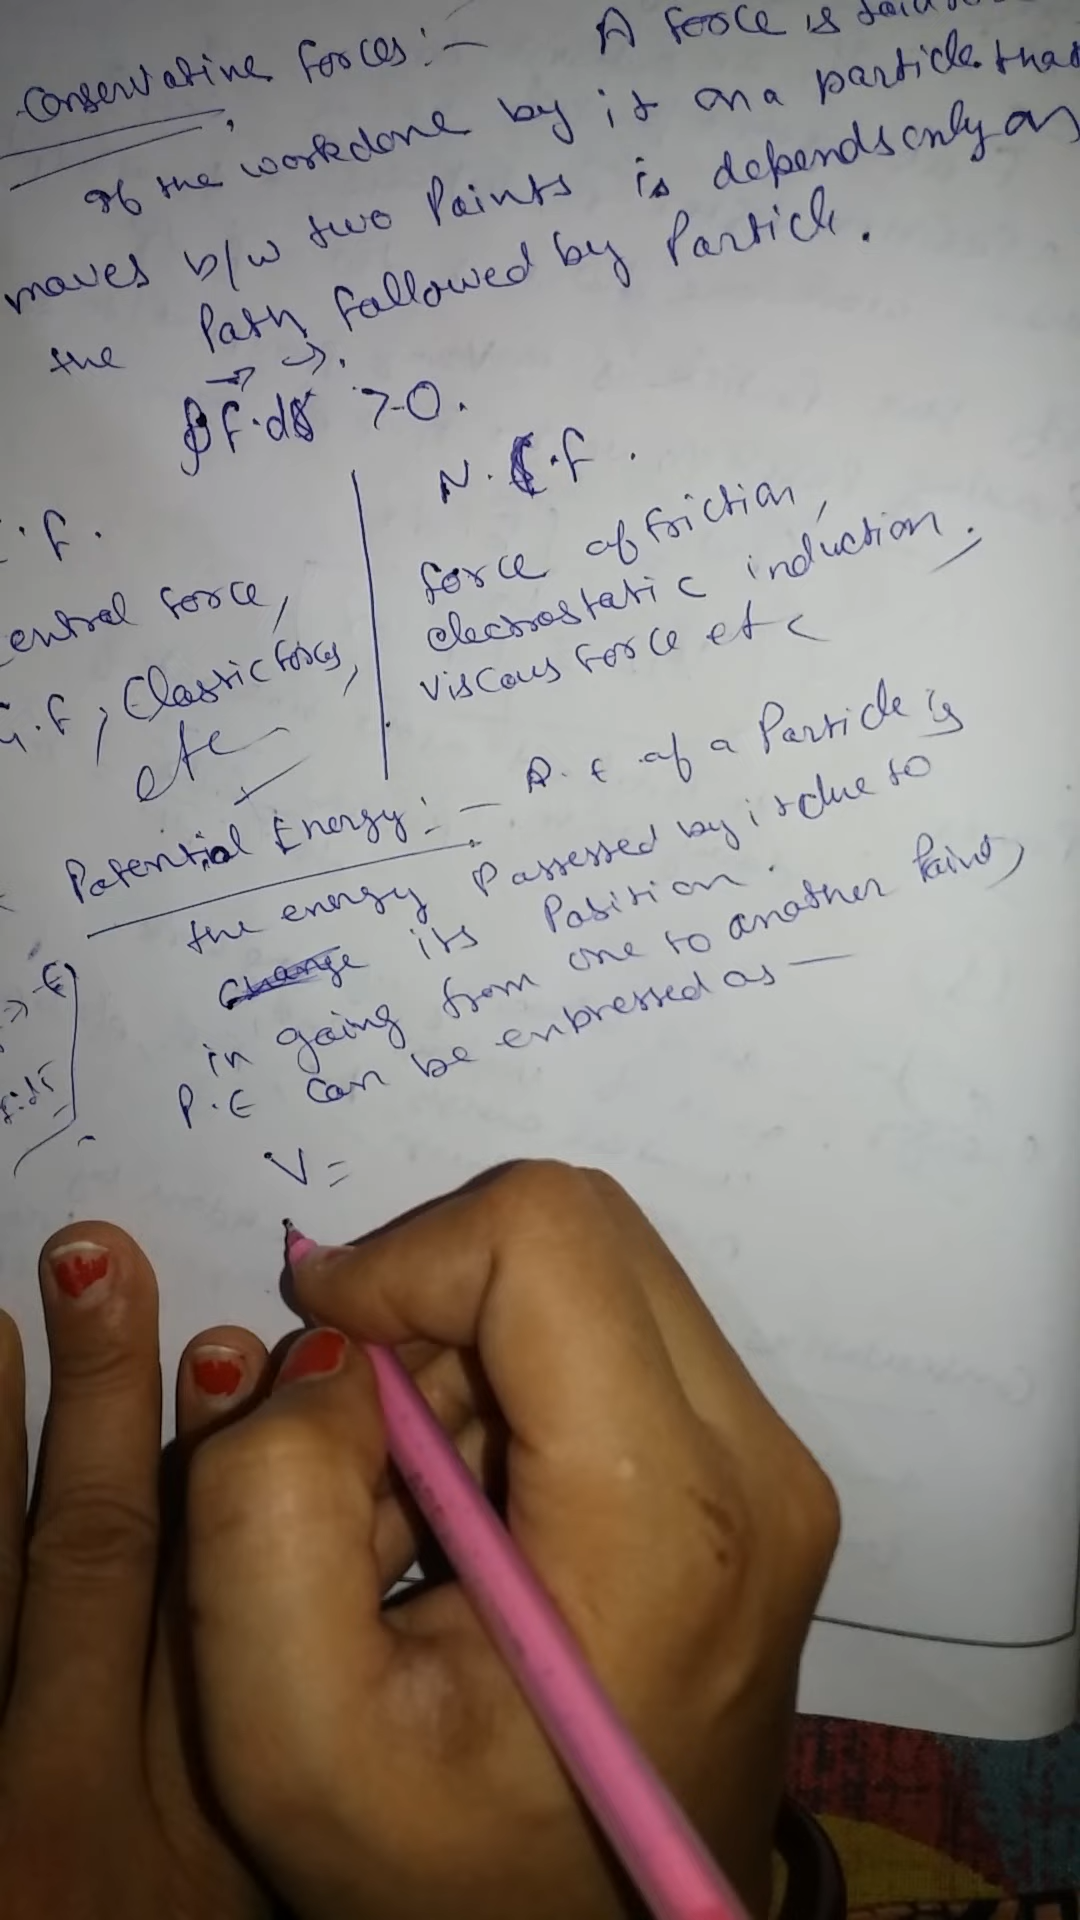 Conservative Forces :- A force is said
If the workdone by it on a particle that
moves b/w two Points is depends only on
the Path followed by Particle.
∮F⃗.ds⃗ >0.
N.C.F.
.F.
entral force,
G.F, Classic forces,
etc
force of friction,
electrostatic induction.
viscous force etc
Potential Energy :- P.E of a Particle is
the energy Possessed by it due to
its Position.
in going from one to another Point,
P.E can be expressed as —
V =